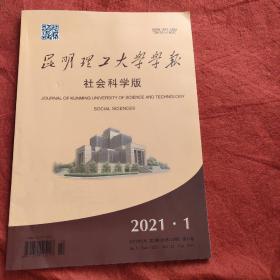 昆明理工大学学报
社会科学版
JOURNAL OF KUNMING UNIVERSITY OF SCIENCE AND TECHNOLOGY
SOCIAL SCIENCES
2021·1